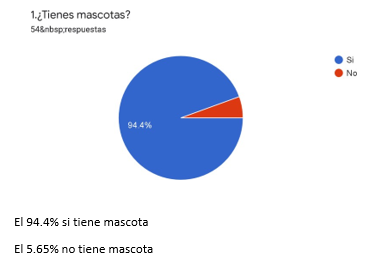 1.¿Tienes mascotas?
54&nbsp;respuestas
Si
No
94.4%
El 94.4% si tiene mascota
El 5.65% no tiene mascota